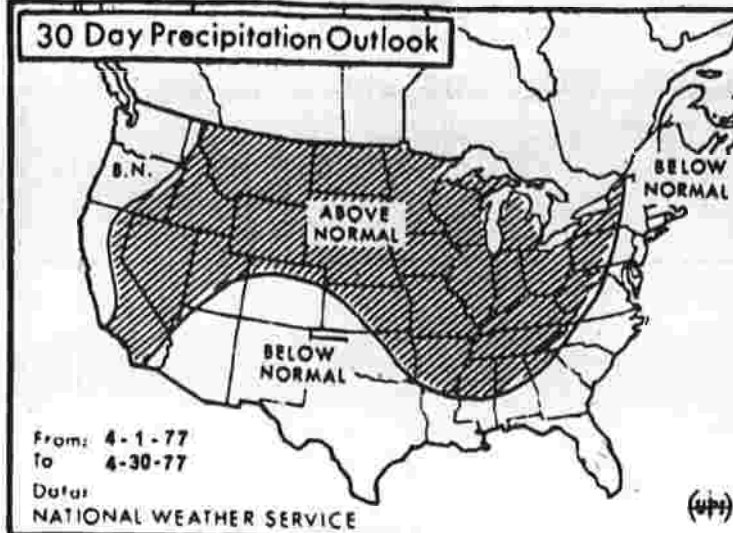 30 Day Precipitation Outlook
B.N.
BELOW
NORMAL
ABOVE
NORMAL
BELOW
NORMAL
From: 4-1-77
To 4-30-77
Data:
NATIONAL WEATHER SERVICE
(UPI)